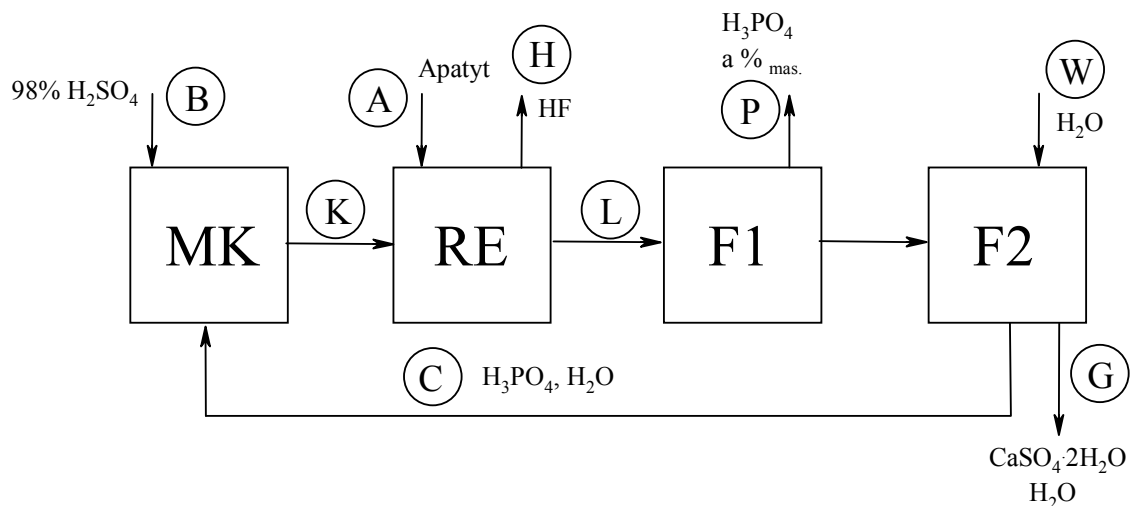 98% H₂SO₄
B
A
Apatyt
H
HF
H₃PO₄
a % mas.
P
W
H₂O
MK
K
RE
L
F1
F2
C
H₃PO₄, H₂O
G
CaSO₄·2H₂O
H₂O